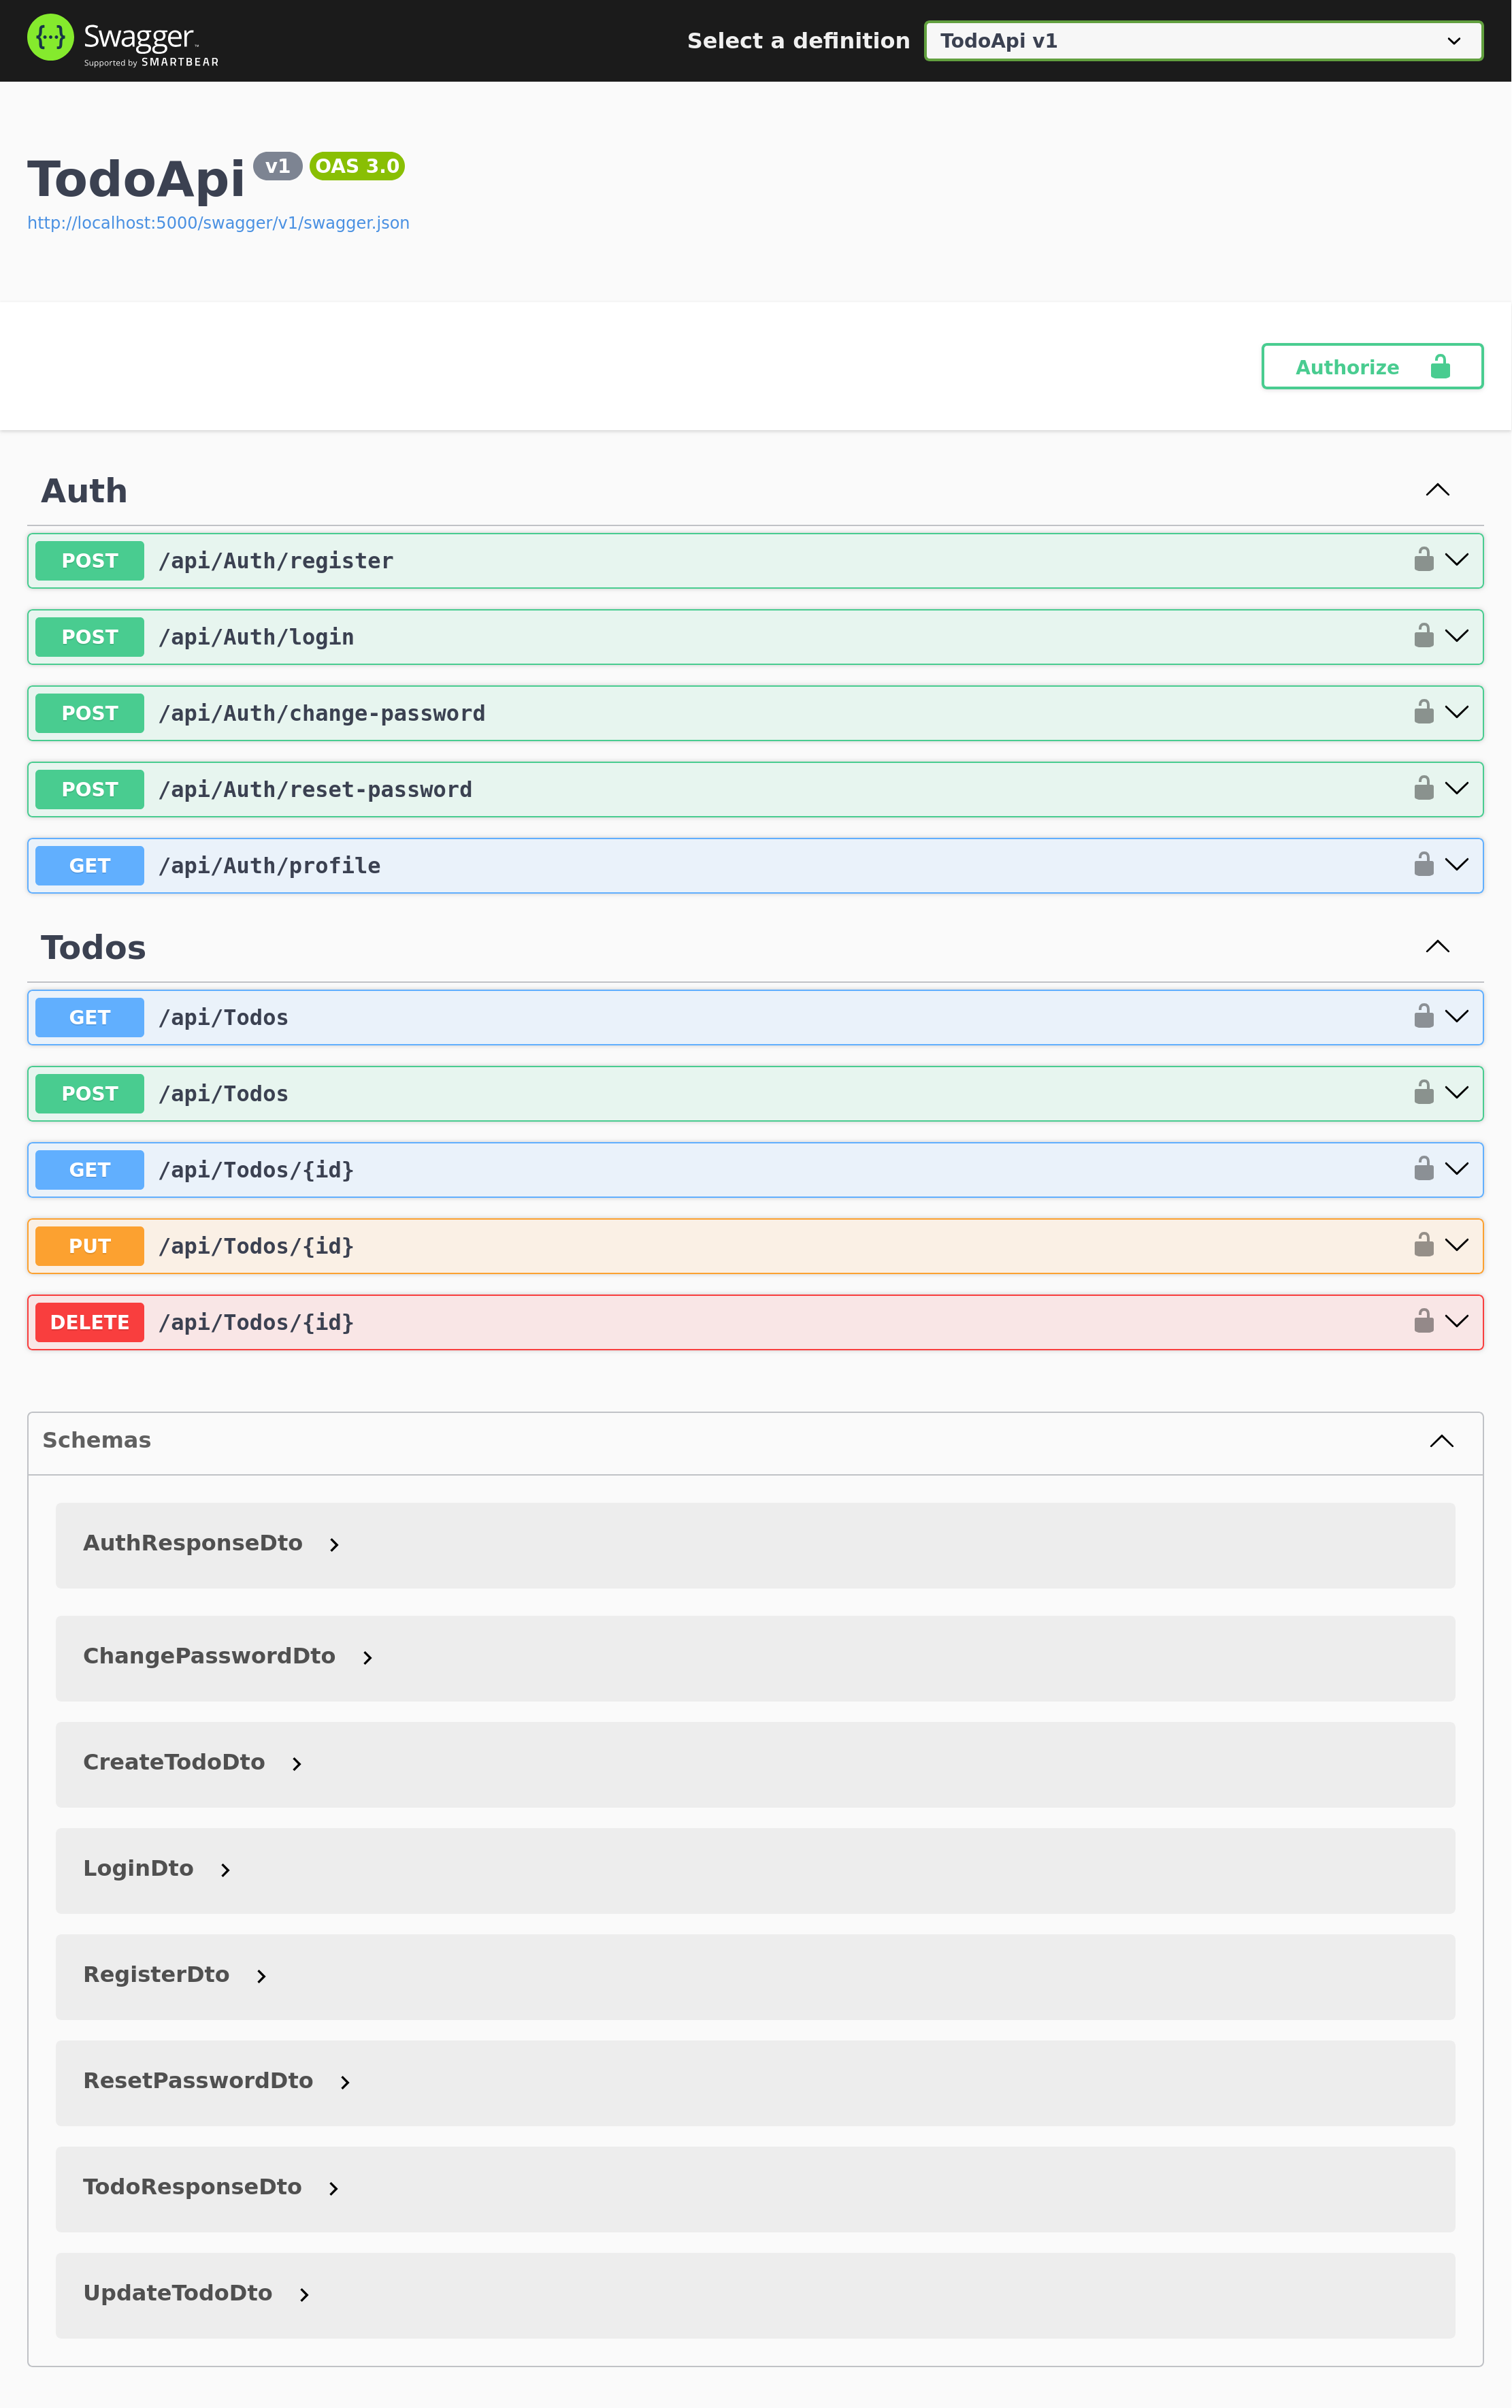 {...} Swagger™
Supported by SMARTBEAR
Select a definition
TodoApi v1
TodoApi v1 OAS 3.0
http://localhost:5000/swagger/v1/swagger.json
Authorize
Auth
POST /api/Auth/register
POST /api/Auth/login
POST /api/Auth/change-password
POST /api/Auth/reset-password
GET /api/Auth/profile
Todos
GET /api/Todos
POST /api/Todos
GET /api/Todos/{id}
PUT /api/Todos/{id}
DELETE /api/Todos/{id}
Schemas
AuthResponseDto
ChangePasswordDto
CreateTodoDto
LoginDto
RegisterDto
ResetPasswordDto
TodoResponseDto
UpdateTodoDto